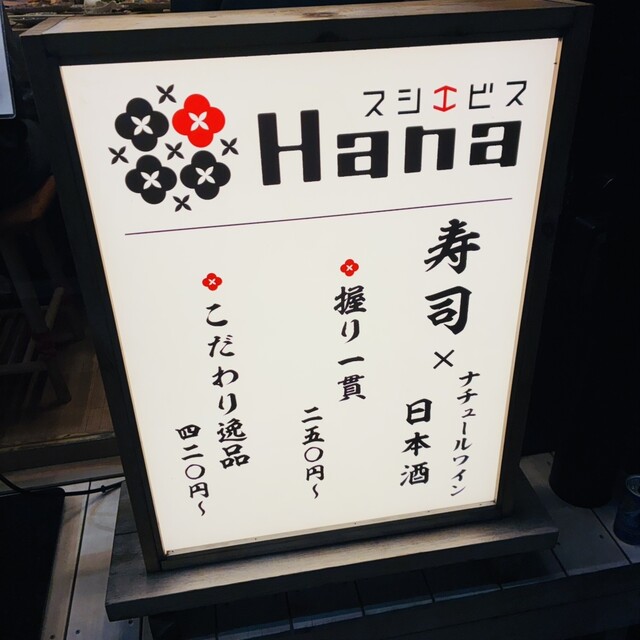 スシエビス
Hana
寿司×
ナチュールワイン
日本酒
握り一貫
二五〇円～
こだわり逸品
四二〇円～